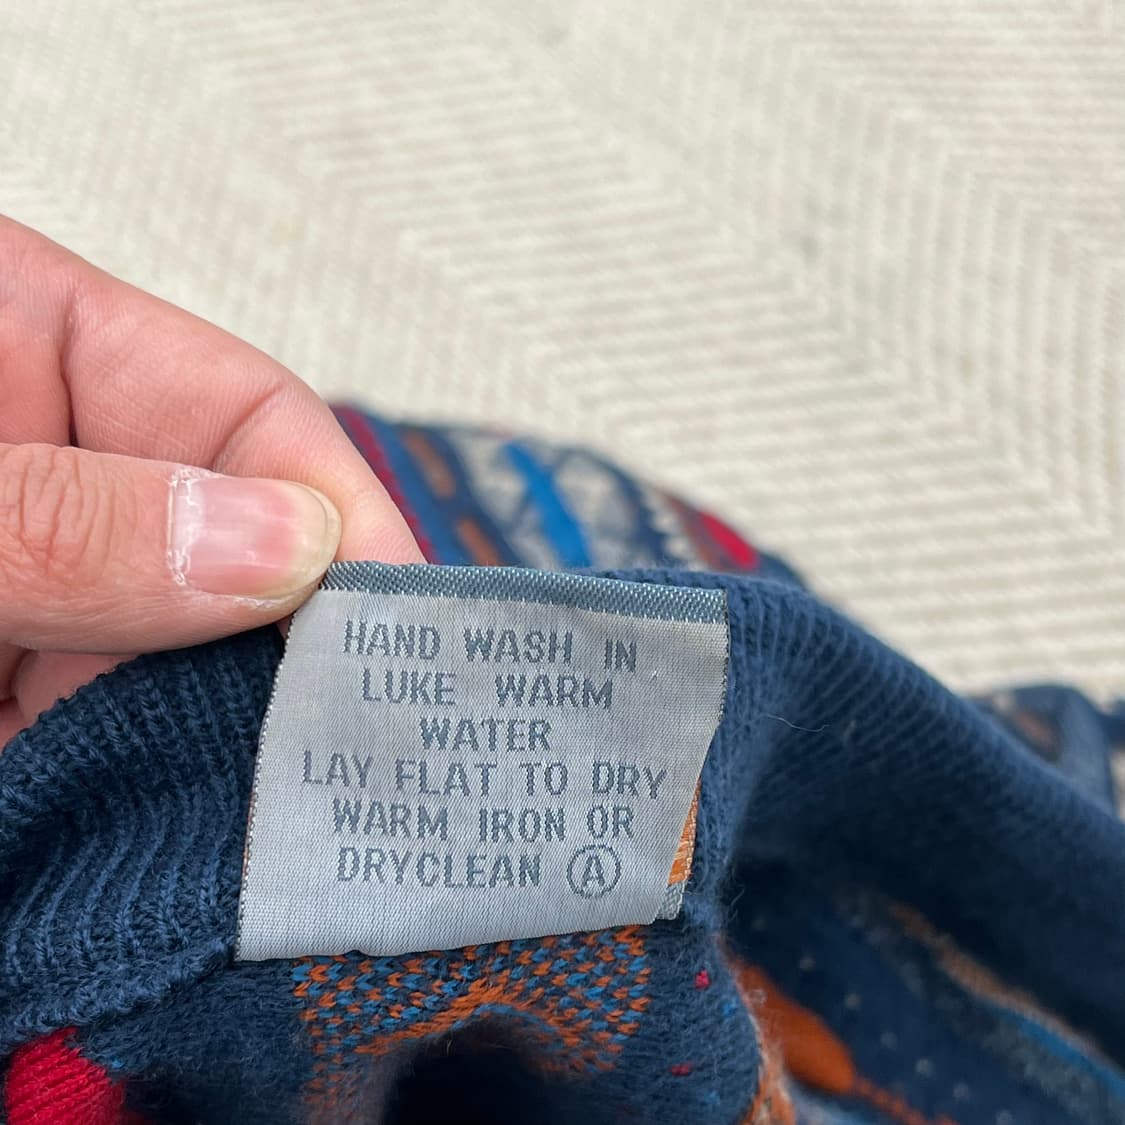 HAND WASH IN
LUKE WARM
WATER
LAY FLAT TO DRY
WARM IRON OR
DRYCLEAN Ⓐ